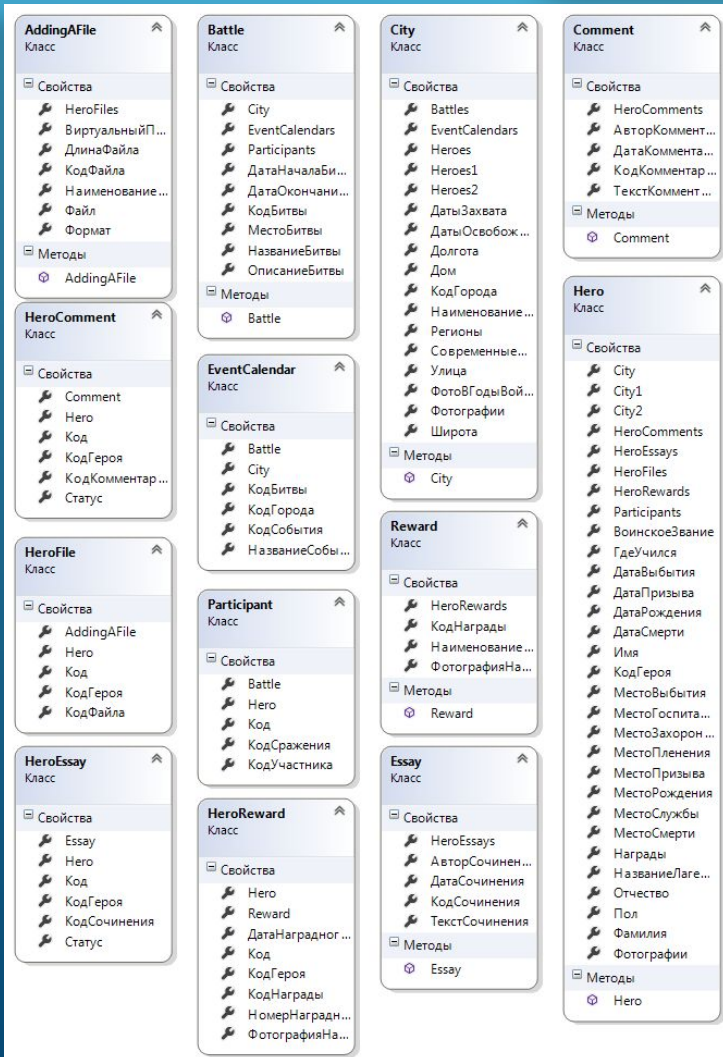 AddingAFile
Класс
Свойства
HeroFiles
ВиртуальныйП...
ДлинаФайла
КодФайла
Наименование...
Файл
Формат
Методы
AddingAFile
HeroComment
Класс
Свойства
Comment
Hero
Код
КодГероя
КодКомментар...
Статус
HeroFile
Класс
Свойства
AddingAFile
Hero
Код
КодГероя
КодФайла
HeroEssay
Класс
Свойства
Essay
Hero
Код
КодГероя
КодСочинения
Статус
Battle
Класс
Свойства
City
EventCalendars
Participants
ДатаНачалаБи...
ДатаОкончани...
КодБитвы
МестоБитвы
НазваниеБитвы
ОписаниеБитвы
Методы
Battle
EventCalendar
Класс
Свойства
Battle
City
КодБитвы
КодГорода
КодСобытия
НазваниеСобы...
Participant
Класс
Свойства
Battle
Hero
Код
КодСражения
КодУчастника
HeroReward
Класс
Свойства
Hero
Reward
ДатаНаградног...
Код
КодГероя
КодНаграды
НомерНаградн...
ФотографияНа...
City
Класс
Свойства
Battles
EventCalendars
Heroes
Heroes1
Heroes2
ДатыЗахвата
ДатыОсвобож...
Долгота
Дом
КодГорода
Наименование...
Регионы
Современные...
Улица
ФотоВГодыВой...
Фотографии
Широта
Методы
City
Reward
Класс
Свойства
HeroRewards
КодНаграды
Наименование...
ФотографияНа...
Методы
Reward
Essay
Класс
Свойства
HeroEssays
АвторСочинен...
ДатаСочинения
КодСочинения
ТекстСочинения
Методы
Essay
Comment
Класс
Свойства
HeroComments
АвторКоммент...
ДатаКоммента...
КодКомментар...
ТекстКоммент...
Методы
Comment
Hero
Класс
Свойства
City
City1
City2
HeroComments
HeroEssays
HeroFiles
HeroRewards
Participants
ВоинскоеЗвание
ГдеУчился
ДатаВыбытия
ДатаПризыва
ДатаРождения
ДатаСмерти
Имя
КодГероя
МестоВыбытия
МестоГоспита...
МестоЗахорон...
МестоПленения
МестоПризыва
МестоРождения
МестоСлужбы
МестоСмерти
Награды
НазваниеЛаге...
Отчество
Пол
Фамилия
Фотографии
Методы
Hero